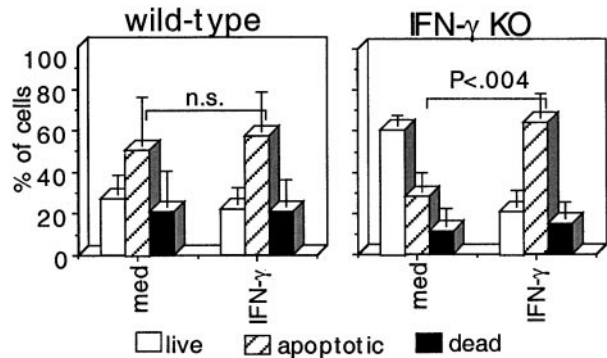 wild-type
IFN-γ KO
% of cells
100
80
60
40
20
0
n.s.
P<.004
med
IFN-γ
med
IFN-γ
live
apoptotic
dead